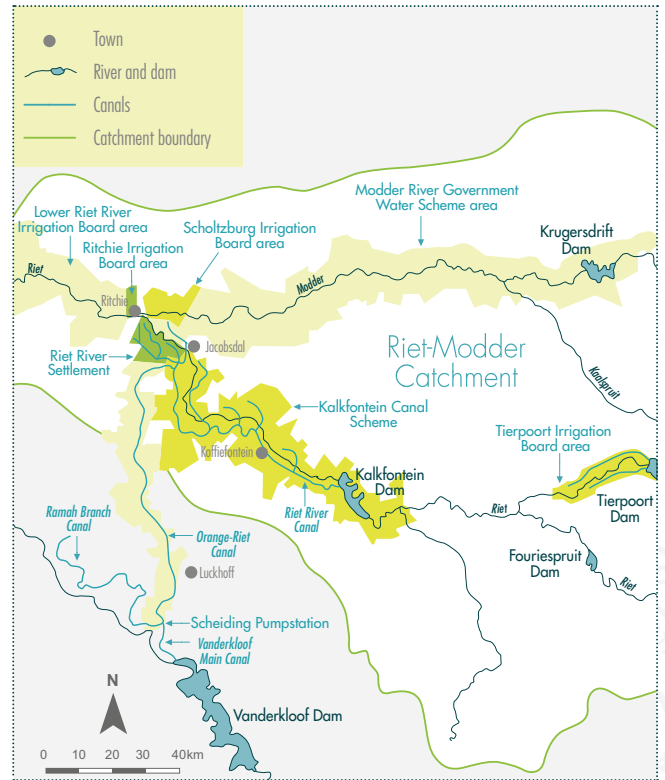 Town
River and dam
Canals
Catchment boundary
Modder River Government
Water Scheme area
Lower Riet River
Irrigation Board area
Scholtzburg Irrigation
Board area
Ritchie Irrigation
Board area
Krugersdrift
Dam
Riet
Modder
Ritchie
Jacobsdal
Riet River
Settlement
Riet-Modder
Catchment
Kaalspruit
Kalkfontein Canal
Scheme
Tierpoort Irrigation
Board area
Koffiefontein
Kalkfontein
Dam
Riet River
Canal
Riet
Tierpoort
Dam
Ramah Branch
Canal
Orange-Riet
Canal
Fouriespruit
Dam
Riet
Luckhoff
Scheiding Pumpstation
Vanderkloof
Main Canal
Vanderkloof Dam
N
0 10 20 30 40km